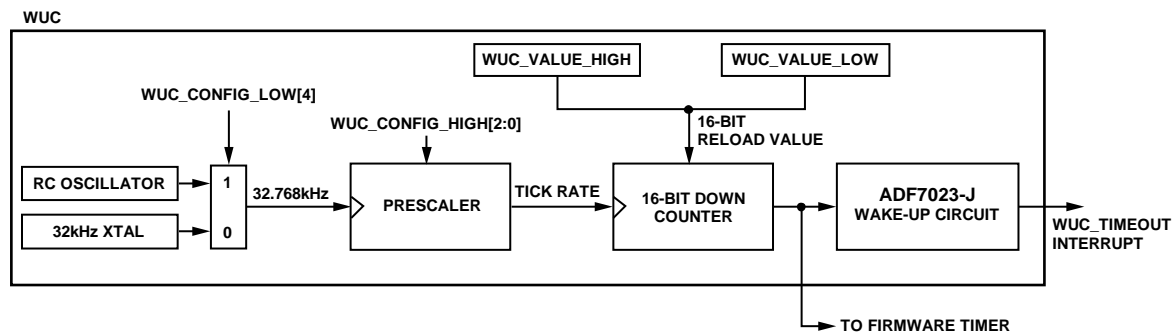 WUC
WUC_VALUE_HIGH
WUC_VALUE_LOW
WUC_CONFIG_LOW[4]
WUC_CONFIG_HIGH[2:0]
16-BIT
RELOAD VALUE
RC OSCILLATOR
1
32.768kHz
PRESCALER
TICK RATE
16-BIT DOWN
COUNTER
ADF7023-J
WAKE-UP CIRCUIT
32kHz XTAL
0
WUC_TIMEOUT
INTERRUPT
TO FIRMWARE TIMER